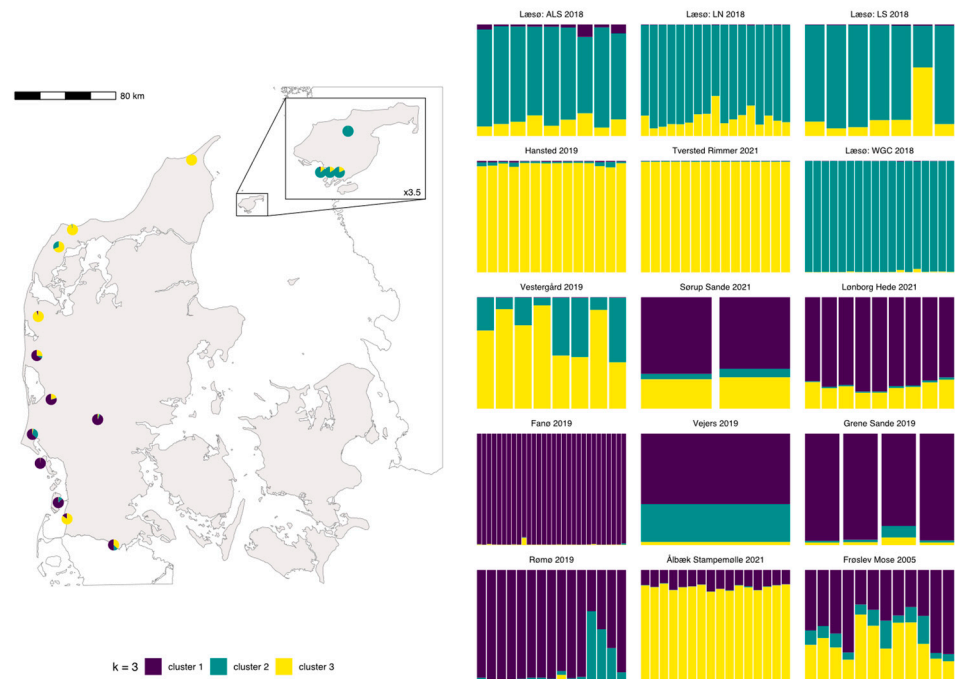 Læsø: ALS 2018
Læsø: LN 2018
Læsø: LS 2018
80 km
x3.5
Hansted 2019
Tversted Rimmer 2021
Læsø: WGC 2018
Vestergård 2019
Sørup Sande 2021
Lønborg Hede 2021
Fanø 2019
Vejers 2019
Grene Sande 2019
Rømø 2019
Ålbæk Stampemølle 2021
Frøslev Mose 2005
k = 3 cluster 1 cluster 2 cluster 3